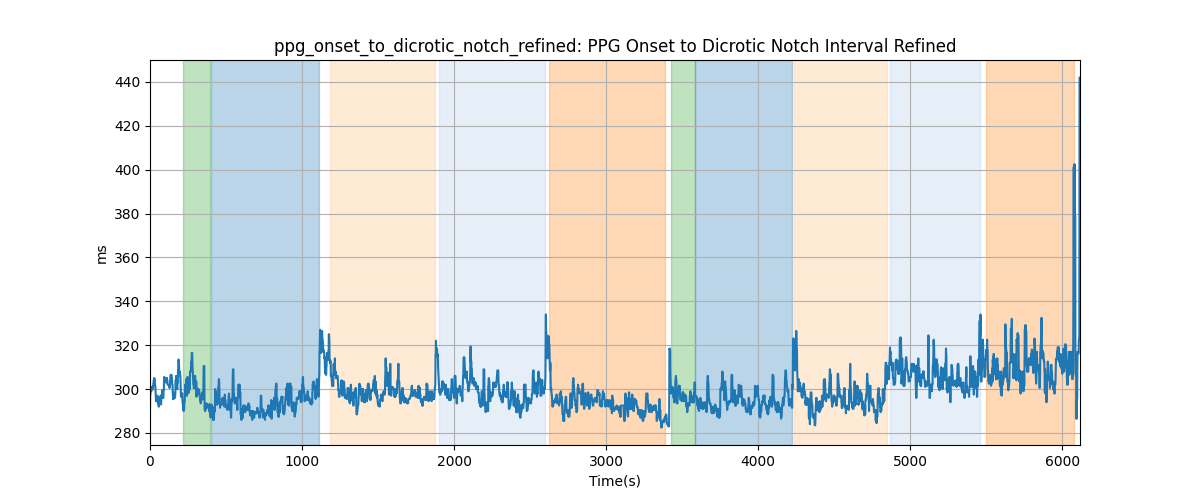 ppg_onset_to_dicrotic_notch_refined: PPG Onset to Dicrotic Notch Interval Refined
440
420
400
380
360
340
320
300
280
ms
0 1000 2000 3000 4000 5000 6000
Time(s)